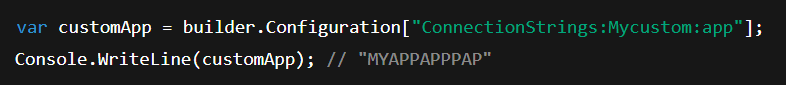 var customApp = builder.Configuration["ConnectionStrings:Mycustom:app"];
Console.WriteLine(customApp); // "MYAPPAPPPAP"